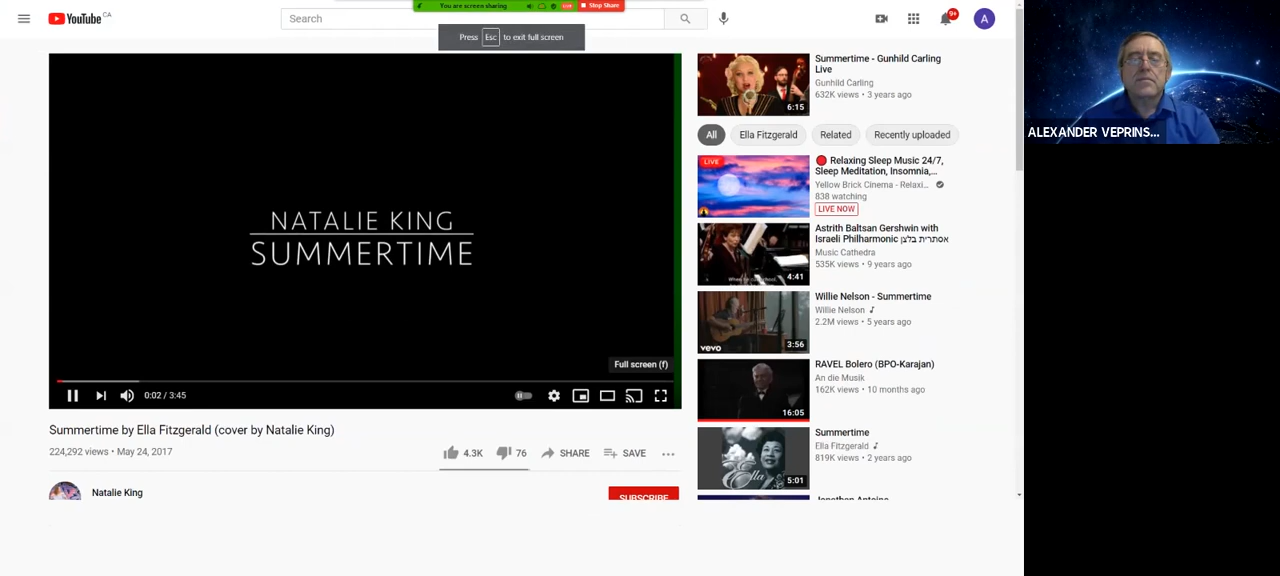 You are screen sharing
LIVE
Stop Share
YouTube CA
Search
9+
A
Press Esc to exit full screen
NATALIE KING
SUMMERTIME
Full screen (f)
0:02 / 3:45
Summertime by Ella Fitzgerald (cover by Natalie King)
224,292 views • May 24, 2017
4.3K
76
SHARE
SAVE
Natalie King
SUBSCRIBE
6:15
Summertime - Gunhild Carling
Live
Gunhild Carling
632K views • 3 years ago
All
Ella Fitzgerald
Related
Recently uploaded
LIVE
Relaxing Sleep Music 24/7,
Sleep Meditation, Insomnia,...
Yellow Brick Cinema - Relaxi...
838 watching
LIVE NOW
4:41
Astrith Baltsan Gershwin with
Israeli Philharmonic אסתרית בלצן
Music Cathedra
535K views • 9 years ago
vevo
3:56
Willie Nelson - Summertime
Willie Nelson
2.2M views • 5 years ago
16:05
RAVEL Bolero (BPO-Karajan)
An die Musik
162K views • 10 months ago
Ella
5:01
Summertime
Ella Fitzgerald
819K views • 2 years ago
Jonathan Antoine
ALEXANDER VEPRINS...